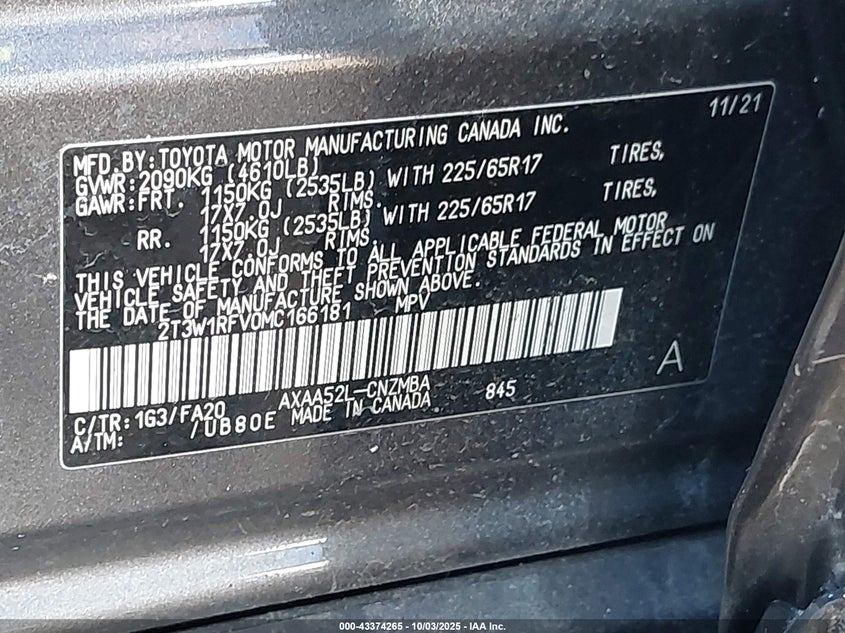 11/21
MFD. BY: TOYOTA MOTOR MANUFACTURING CANADA INC.
GVWR: 2090KG (4610LB)
GAWR: FRT. 1150KG (2535LB) WITH 225/65R17 TIRES,
17X7.0J RIMS.
RR. 1150KG (2535LB) WITH 225/65R17 TIRES,
17X7.0J RIMS.
THIS VEHICLE CONFORMS TO ALL APPLICABLE FEDERAL MOTOR
VEHICLE SAFETY AND THEFT PREVENTION STANDARDS IN EFFECT ON
THE DATE OF MANUFACTURE SHOWN ABOVE.
2T3W1RFV0MC166181 MPV
A
C/TR: 1G3/FA20 AXAA52L-CNZMBA 845
A/TM: /UB80E MADE IN CANADA
000-43374265 - 10/03/2025 - IAA Inc.